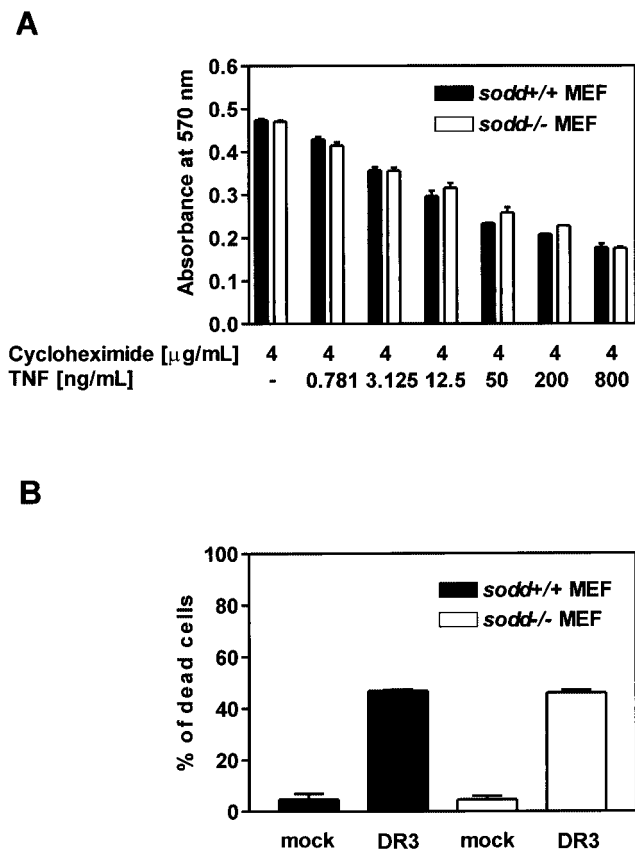 A
Absorbance at 570 nm
0.6
0.5
0.4
0.3
0.2
0.1
0.0
sodd+/+ MEF
sodd-/- MEF
Cycloheximide [μg/mL] 4 4 4 4 4 4 4
TNF [ng/mL] - 0.781 3.125 12.5 50 200 800
B
% of dead cells
100
80
60
40
20
0
sodd+/+ MEF
sodd-/- MEF
mock DR3 mock DR3